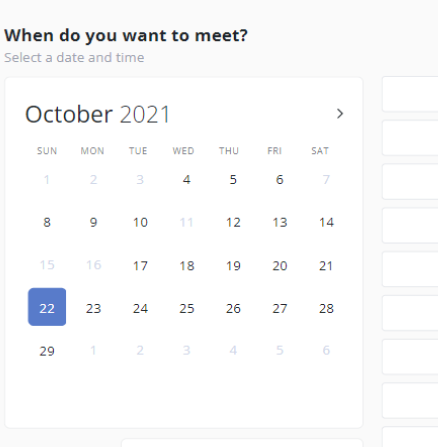 When do you want to meet?
Select a date and time
October 2021 >
SUN MON TUE WED THU FRI SAT
1 2 3 4 5 6 7
8 9 10 11 12 13 14
15 16 17 18 19 20 21
22 23 24 25 26 27 28
29 1 2 3 4 5 6